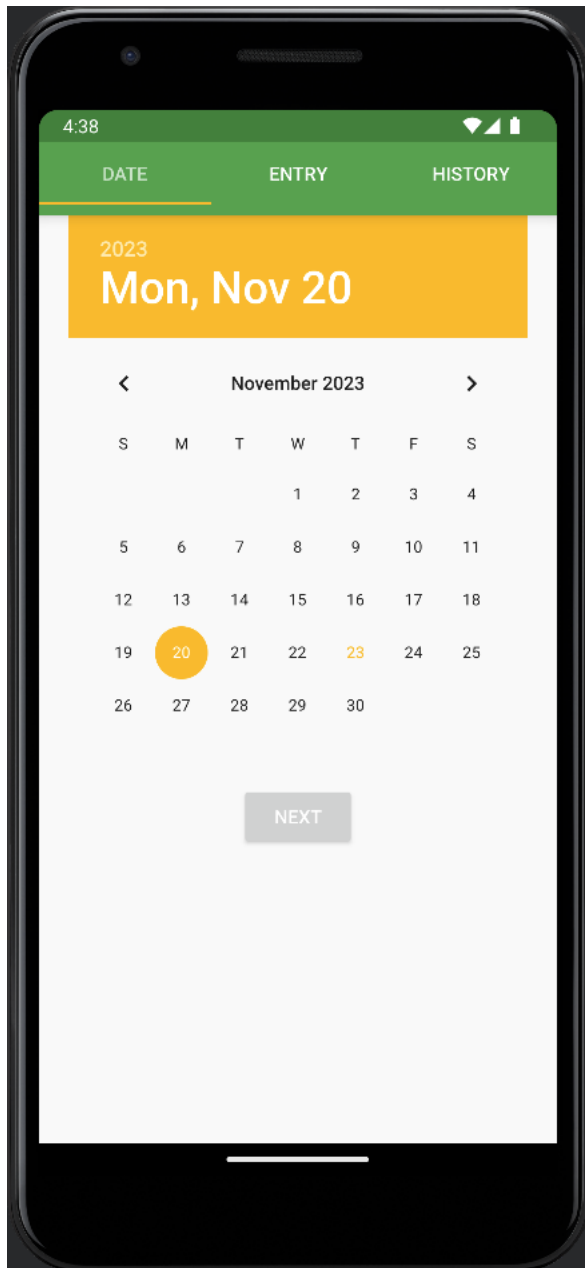 4:38
DATE ENTRY HISTORY
2023
Mon, Nov 20
November 2023
S M T W T F S
1 2 3 4
5 6 7 8 9 10 11
12 13 14 15 16 17 18
19 20 21 22 23 24 25
26 27 28 29 30
NEXT